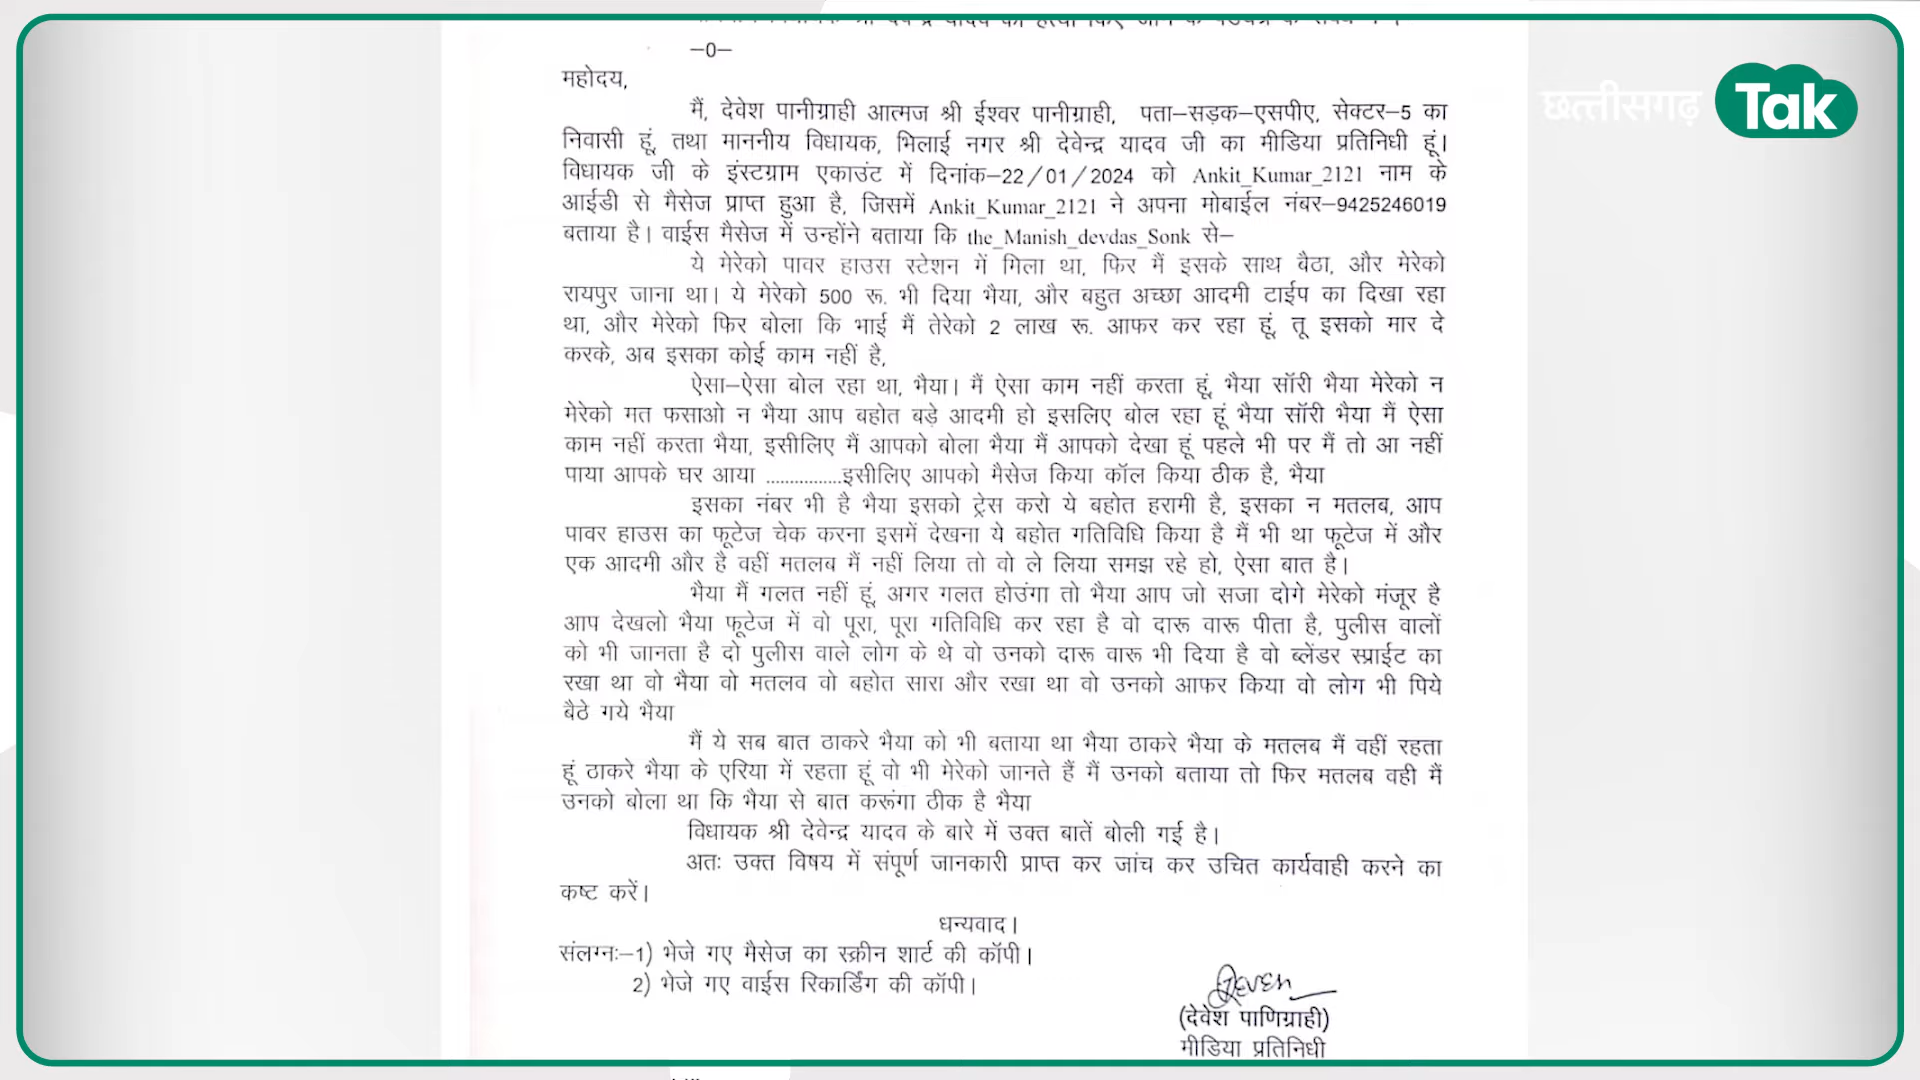 —0—
महोदय,
छत्तीसगढ़ Tak
मैं, देवेश पानीग्राही आत्मज श्री ईश्वर पानीग्राही, पता—सड़क—एसपीए, सेक्टर—5 का
निवासी हूं, तथा माननीय विधायक, भिलाई नगर श्री देवेन्द्र यादव जी का मीडिया प्रतिनिधी हूं।
विधायक जी के इंस्टग्राम एकाउंट में दिनांक—22/01/2024 को Ankit_Kumar_2121 नाम के
आईडी से मैसेज प्राप्त हुआ है, जिसमें Ankit_Kumar_2121 ने अपना मोबाईल नंबर—9425246019
बताया है। वाईस मैसेज में उन्होंने बताया कि the_Manish_devdas_Sonk से—
ये मेरेको पावर हाउस स्टेशन में मिला था, फिर मैं इसके साथ बैठा, और मेरेको
रायपुर जाना था। ये मेरेको 500 रू. भी दिया भैया, और बहुत अच्छा आदमी टाईप का दिखा रहा
था, और मेरेको फिर बोला कि भाई मैं तेरेको 2 लाख रू. आफर कर रहा हूं, तू इसको मार दे
करके, अब इसका कोई काम नहीं है,
ऐसा—ऐसा बोल रहा था, भैया। मैं ऐसा काम नहीं करता हूं, भैया सॉरी भैया मेरेको न
मेरेको मत फसाओ न भैया आप बहोत बड़े आदमी हो इसलिए बोल रहा हूं भैया सॉरी भैया मैं ऐसा
काम नहीं करता भैया, इसीलिए मैं आपको बोला भैया मैं आपको देखा हूं पहले भी पर मैं तो आ नहीं
पाया आपके घर आया ................इसीलिए आपको मैसेज किया कॉल किया ठीक है, भैया
इसका नंबर भी है भैया इसको ट्रेस करो ये बहोत हरामी है, इसका न मतलब, आप
पावर हाउस का फूटेज चेक करना इसमें देखना ये बहोत गतिविधि किया है मैं भी था फूटेज में और
एक आदमी और है वहीं मतलब मैं नहीं लिया तो वो ले लिया समझ रहे हो, ऐसा बात है।
भैया मैं गलत नहीं हूं, अगर गलत होउंगा तो भैया आप जो सजा दोगे मेरेको मंजूर है
आप देखलो भैया फूटेज में वो पूरा, पूरा गतिविधि कर रहा है वो दारू वारू पीता है, पुलीस वालों
को भी जानता है दो पुलीस वाले लोग के थे वो उनको दारू वारू भी दिया है वो ब्लेंडर स्प्राईट का
रखा था वो भैया वो मतलव वो बहोत सारा और रखा था वो उनको आफर किया वो लोग भी पिये
बैठे गये भैया
मैं ये सब बात ठाकरे भैया को भी बताया था भैया ठाकरे भैया के मतलब मैं वहीं रहता
हूं ठाकरे भैया के एरिया में रहता हूं वो भी मेरेको जानते हैं मैं उनको बताया तो फिर मतलब वही मैं
उनको बोला था कि भैया से बात करूंगा ठीक है भैया
विधायक श्री देवेन्द्र यादव के बारे में उक्त बातें बोली गई है।
अतः उक्त विषय में संपूर्ण जानकारी प्राप्त कर जांच कर उचित कार्यवाही करने का
कष्ट करें।
धन्यवाद।
संलग्नः—1) भेजे गए मैसेज का स्क्रीन शार्ट की कॉपी।
2) भेजे गए वाईस रिकार्डिंग की कॉपी।
(देवेश पाणिग्राही)
मीडिया प्रतिनिधी